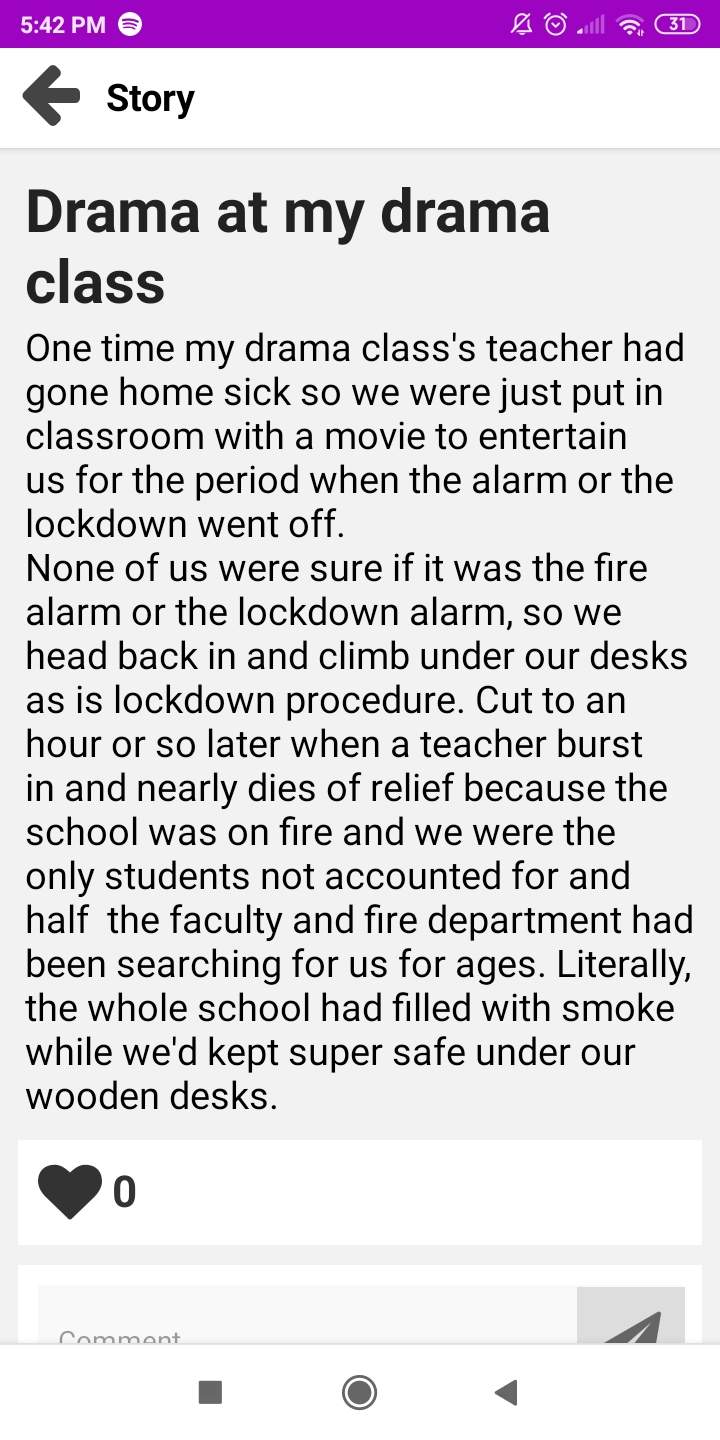 5:42 PM
31
Story
Drama at my drama
class
One time my drama class's teacher had
gone home sick so we were just put in
classroom with a movie to entertain
us for the period when the alarm or the
lockdown went off.
None of us were sure if it was the fire
alarm or the lockdown alarm, so we
head back in and climb under our desks
as is lockdown procedure. Cut to an
hour or so later when a teacher burst
in and nearly dies of relief because the
school was on fire and we were the
only students not accounted for and
half  the faculty and fire department had
been searching for us for ages. Literally,
the whole school had filled with smoke
while we'd kept super safe under our
wooden desks.
0
Comment